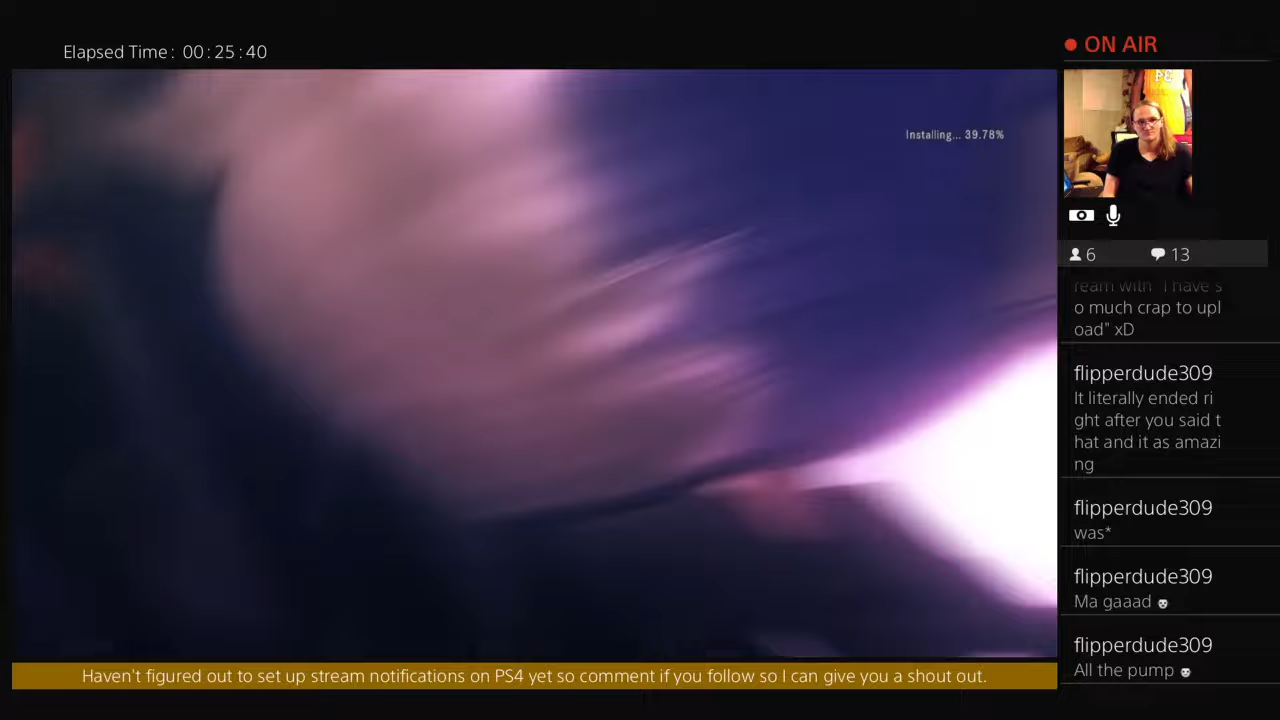 Elapsed Time: 00:25:40
ON AIR
Installing... 39.78%
6
13
ream with "I have s
o much crap to upl
oad" xD
flipperdude309
It literally ended ri
ght after you said t
hat and it as amazi
ng
flipperdude309
was*
flipperdude309
Ma gaaad
flipperdude309
All the pump
Haven't figured out to set up stream notifications on PS4 yet so comment if you follow so I can give you a shout out.